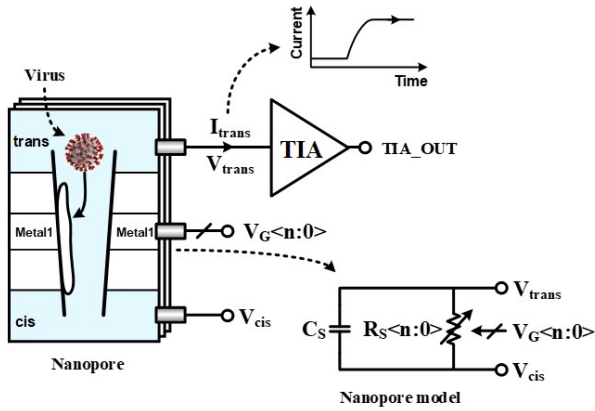 Current
Time
Virus
trans
I_trans
V_trans
TIA
TIA_OUT
Metal1
Metal1
V_G<n:0>
cis
V_cis
Nanopore
V_trans
C_S
R_S<n:0>
V_G<n:0>
V_cis
Nanopore model